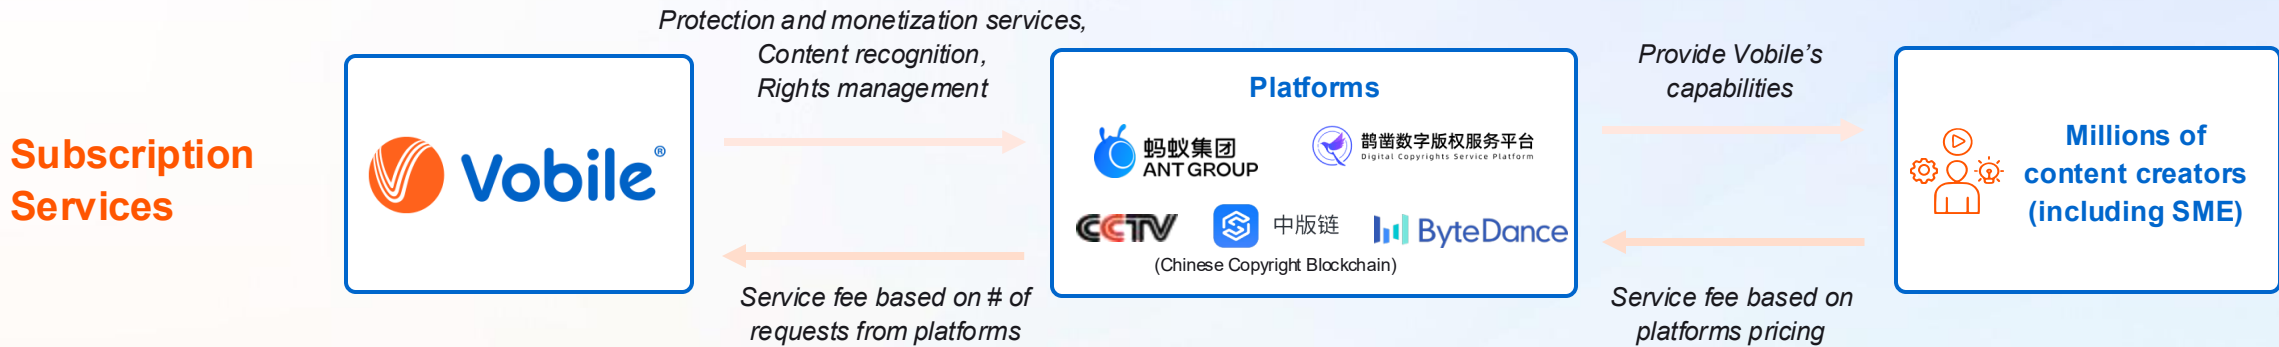 Subscription
Services
Vobile®
Protection and monetization services,
Content recognition,
Rights management
Service fee based on # of
requests from platforms
Platforms
蚂蚁集团
ANT GROUP
鹊凿数字版权服务平台
Digital Copyrights Service Platform
CCTV
中版链
ByteDance
(Chinese Copyright Blockchain)
Provide Vobile's
capabilities
Service fee based on
platforms pricing
Millions of
content creators
(including SME)